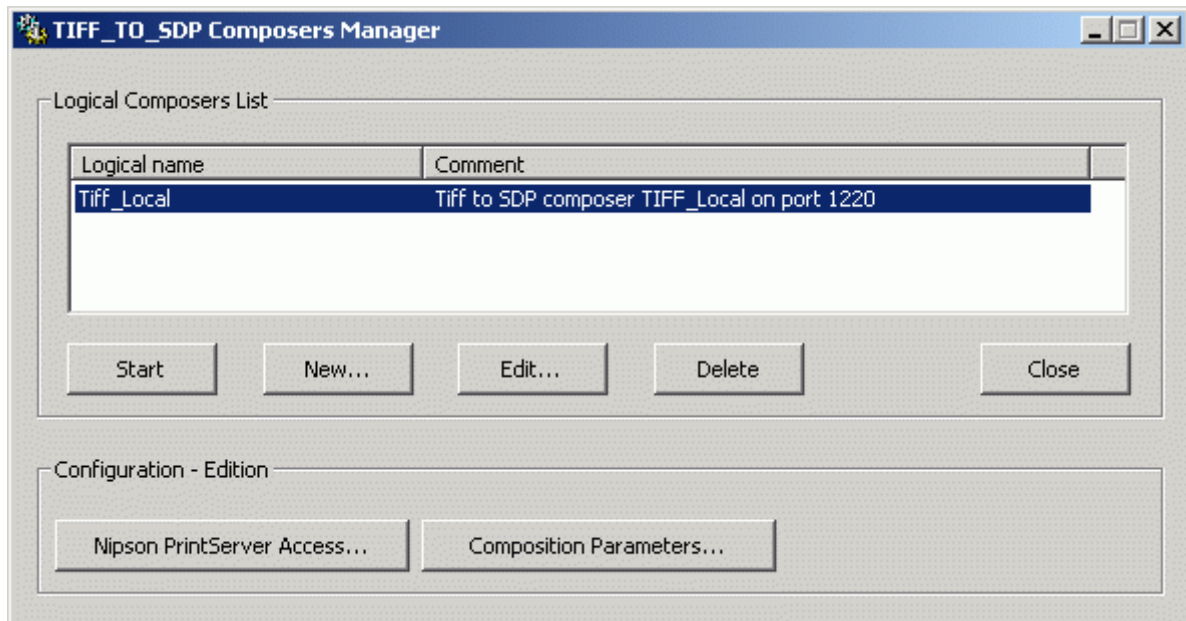 TIFF_TO_SDP Composers Manager
Logical Composers List
Logical name Comment
Tiff_Local Tiff to SDP composer TIFF_Local on port 1220
Start New... Edit... Delete Close
Configuration - Edition
Nipson PrintServer Access... Composition Parameters...